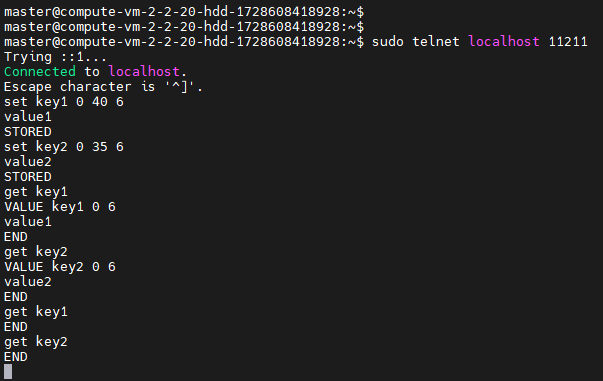 master@compute-vm-2-2-20-hdd-1728608418928:~$
master@compute-vm-2-2-20-hdd-1728608418928:~$
master@compute-vm-2-2-20-hdd-1728608418928:~$ sudo telnet localhost 11211
Trying ::1...
Connected to localhost.
Escape character is '^]'.
set key1 0 40 6
value1
STORED
set key2 0 35 6
value2
STORED
get key1
VALUE key1 0 6
value1
END
get key2
VALUE key2 0 6
value2
END
get key1
END
get key2
END